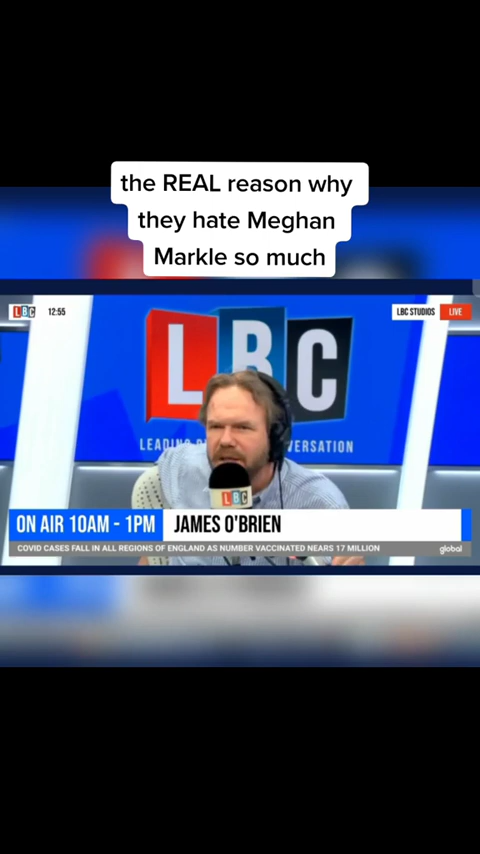 the REAL reason why
they hate Meghan
Markle so much
LBC 12:55
LBC STUDIOS LIVE
LBC
LEADING
VERSATION
LBC
ON AIR 10AM - 1PM JAMES O'BRIEN
COVID CASES FALL IN ALL REGIONS OF ENGLAND AS NUMBER VACCINATED NEARS 17 MILLION global